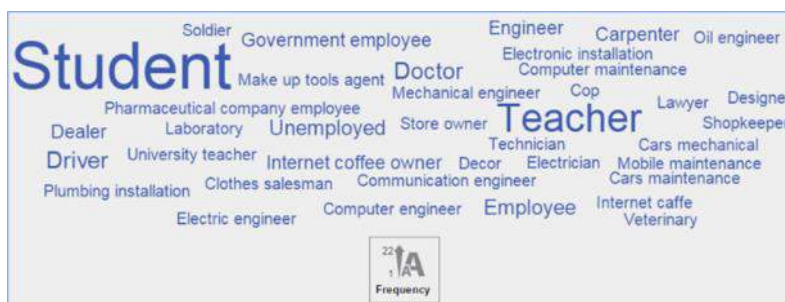 Soldier
Government employee
Engineer
Carpenter
Oil engineer
Student
Electronic installation
Make up tools agent
Doctor
Computer maintenance
Mechanical engineer
Cop
Lawyer
Designe
Pharmaceutical company employee
Teacher
Dealer
Laboratory
Unemployed
Store owner
Shopkeeper
Technician
Cars mechanical
Driver
University teacher
Internet coffee owner
Decor
Electrician
Mobile maintenance
Plumbing installation
Clothes salesman
Communication engineer
Cars maintenance
Electric engineer
Computer engineer
Employee
Internet caffe
Veterinary
22
1
AA
Frequency